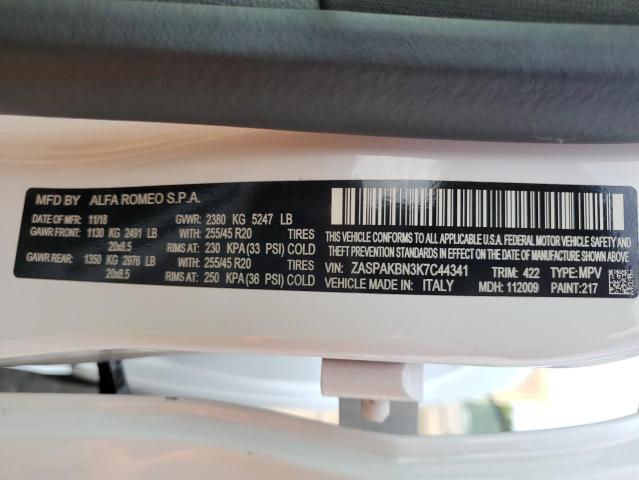 MFD BY ALFA ROMEO S.P.A.
DATE OF MFR: 11/18 GVWR: 2380 KG 5247 LB
GAWR FRONT: 1130 KG 2491 LB WITH: 255/45 R20 TIRES
20x8.5 RIMS AT: 230 KPA (33 PSI) COLD
GAWR REAR: 1350 KG 2976 LB WITH: 255/45 R20 TIRES
20x8.5 RIMS AT: 250 KPA (36 PSI) COLD
THIS VEHICLE CONFORMS TO ALL APPLICABLE U.S.A. FEDERAL MOTOR VEHICLE SAFETY AND
THEFT PREVENTION STANDARDS IN EFFECT ON THE DATE OF MANUFACTURE SHOWN ABOVE
VIN: ZASPAKBN3K7C44341 TRIM: 422 TYPE: MPV
VEHICLE MADE IN: ITALY MDH: 112009 PAINT: 217